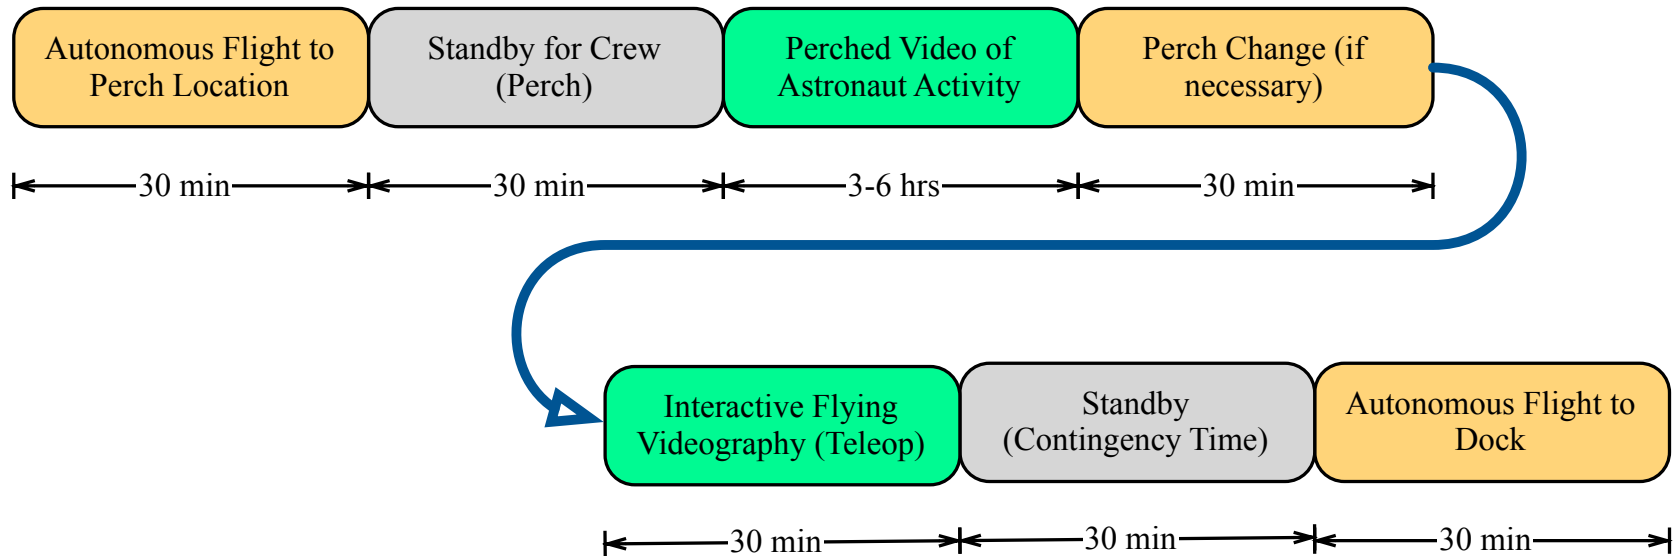 Autonomous Flight to
Perch Location
Standby for Crew
(Perch)
Perched Video of
Astronaut Activity
Perch Change (if
necessary)
30 min
30 min
3-6 hrs
30 min
Interactive Flying
Videography (Teleop)
Standby
(Contingency Time)
Autonomous Flight to
Dock
30 min
30 min
30 min